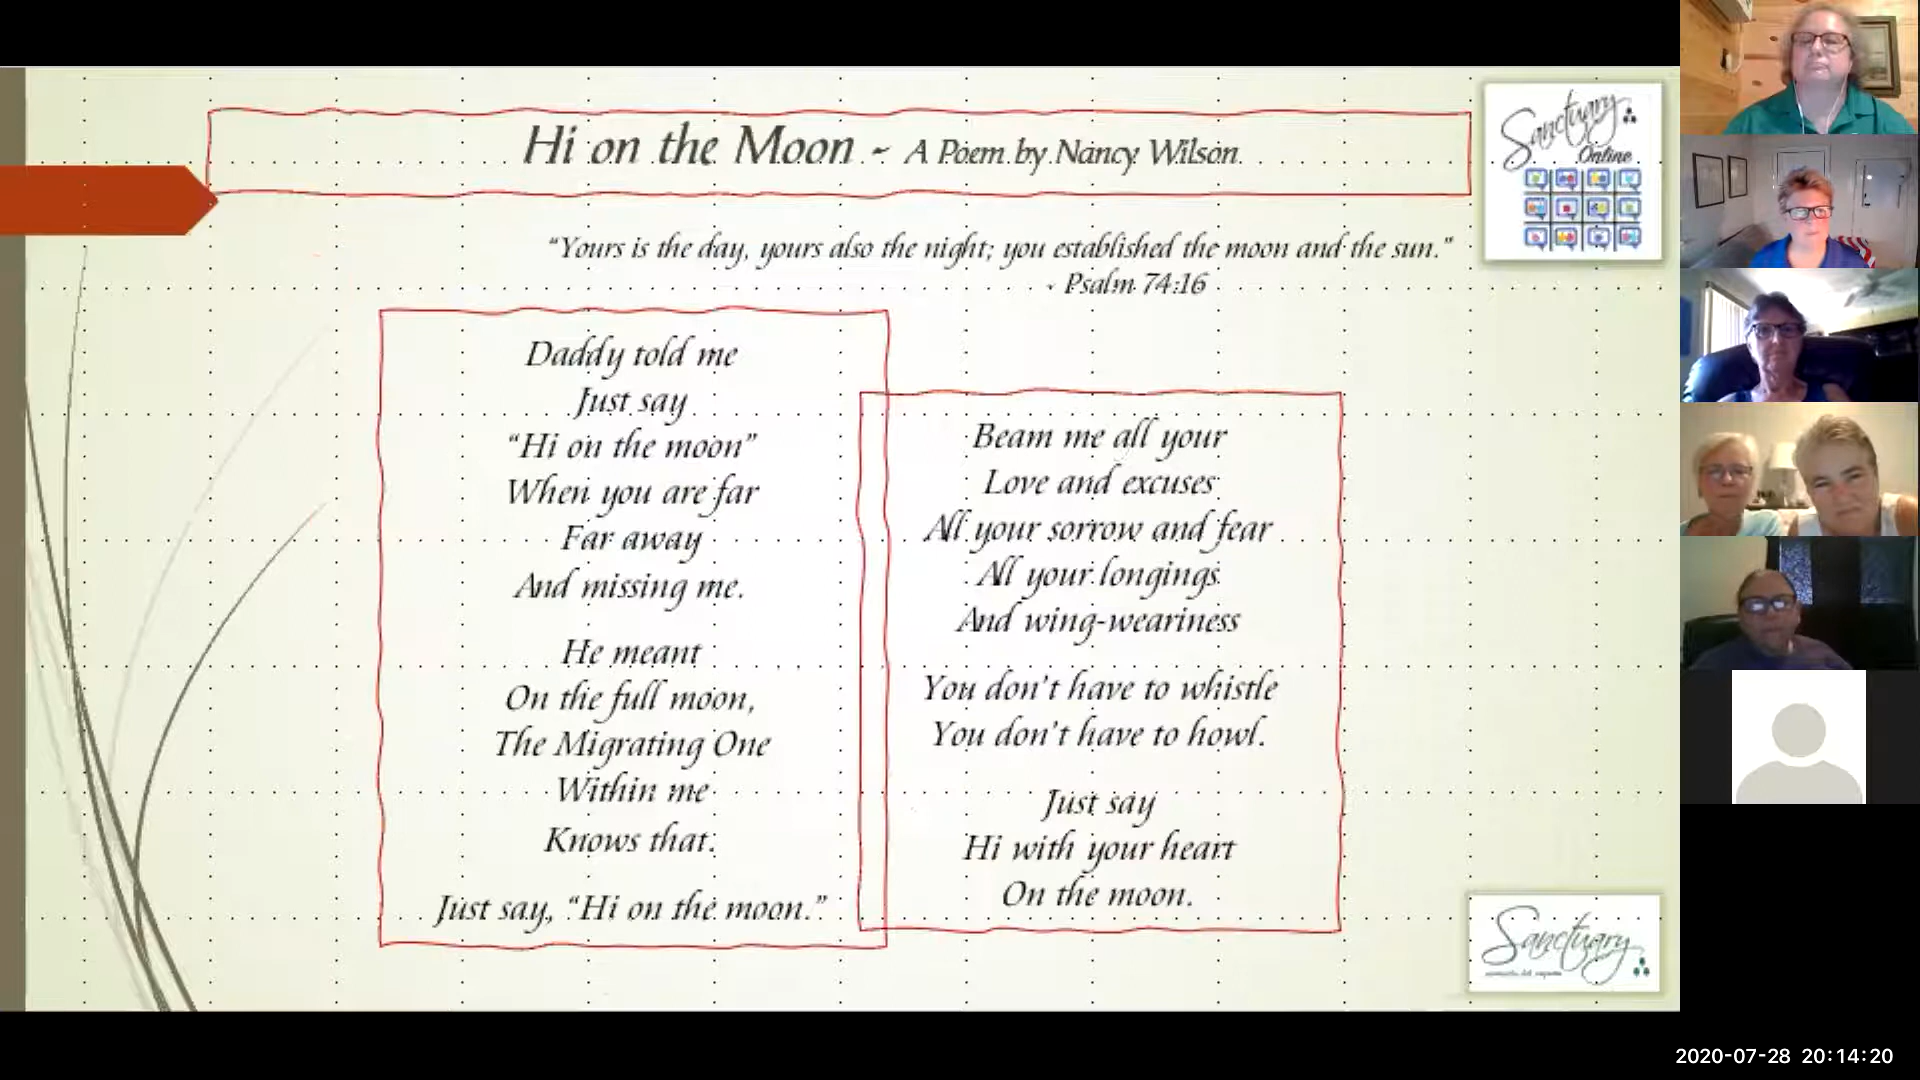 Hi on the Moon ~ A Poem by Nancy Wilson
"Yours is the day, yours also the night; you established the moon and the sun."
- Psalm 74:16
Daddy told me
Just say
"Hi on the moon"
When you are far
Far away
And missing me.
He meant
On the full moon,
The Migrating One
Within me
Knows that.
Just say, "Hi on the moon."
Beam me all your
Love and excuses
All your sorrow and fear
All your longings
And wing-weariness
You don't have to whistle
You don't have to howl.
Just say
Hi with your heart
On the moon.
Sanctuary
Online
Sanctuary
2020-07-28 20:14:20